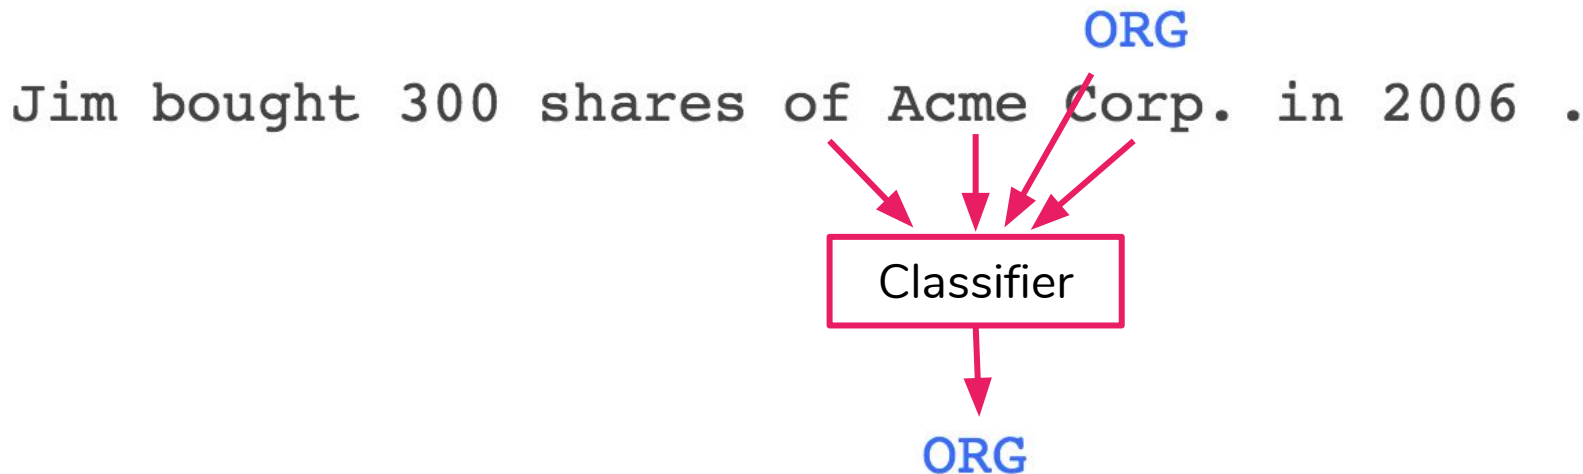 ORG
Jim bought 300 shares of Acme Corp. in 2006 .
Classifier
ORG